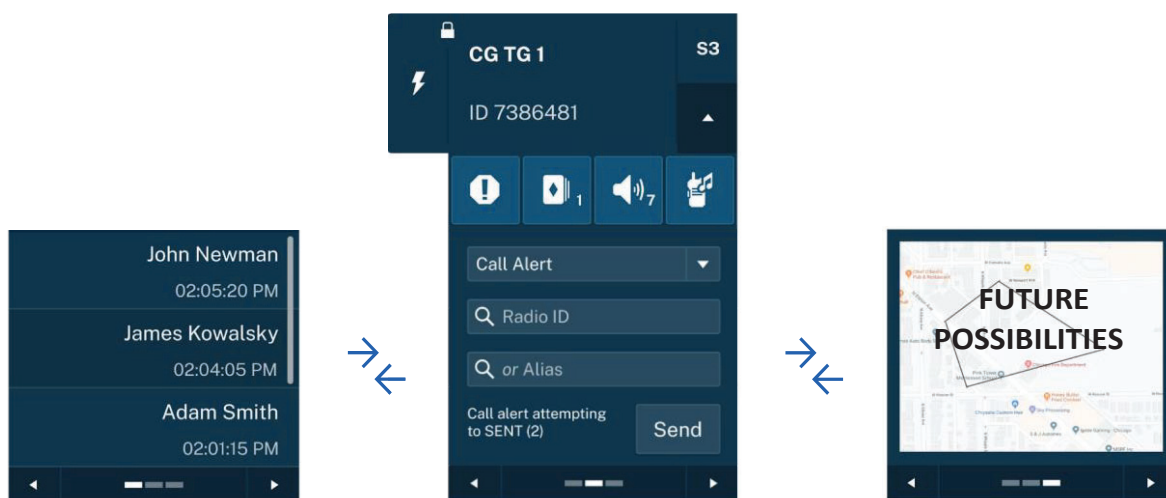 John Newman
02:05:20 PM
James Kowalsky
02:04:05 PM
Adam Smith
02:01:15 PM
CG TG 1
S3
ID 7386481
1
7
Call Alert
Radio ID
or Alias
Call alert attempting
to SENT (2)
Send
FUTURE
POSSIBILITIES